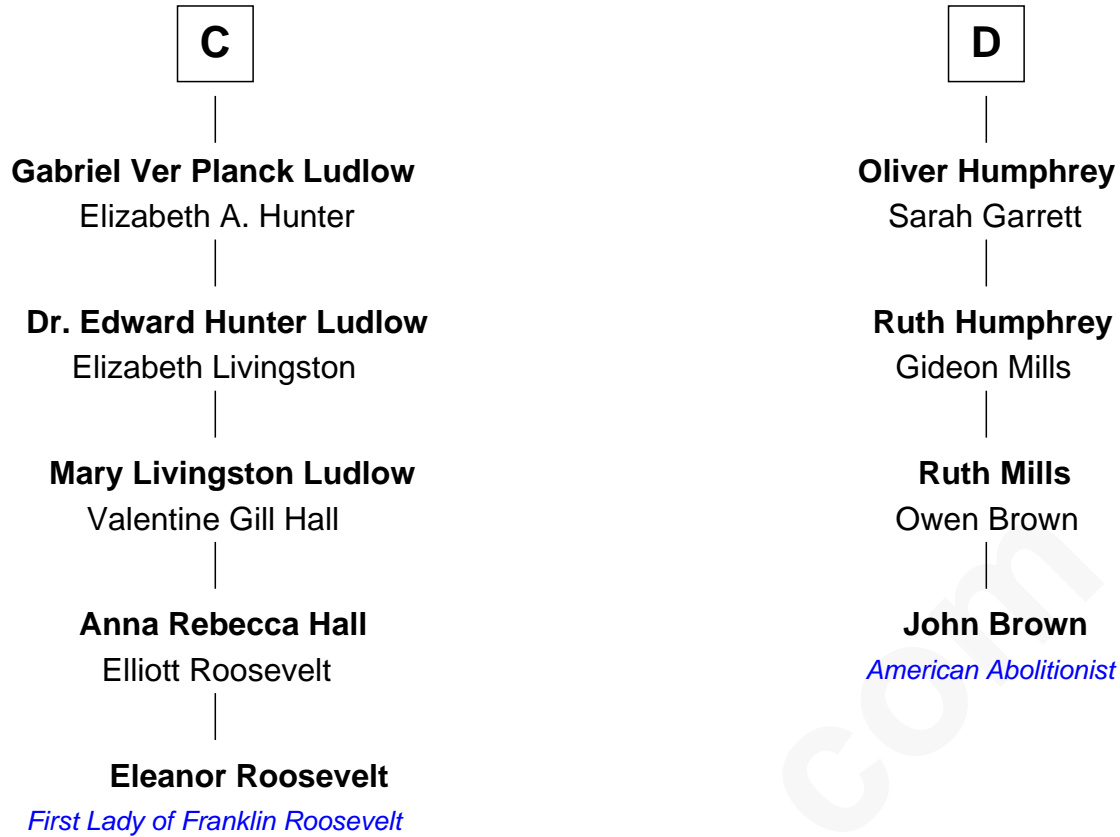 C
Gabriel Ver Planck Ludlow
Elizabeth A. Hunter
Dr. Edward Hunter Ludlow
Elizabeth Livingston
Mary Livingston Ludlow
Valentine Gill Hall
Anna Rebecca Hall
Elliott Roosevelt
Eleanor Roosevelt
First Lady of Franklin Roosevelt
D
Oliver Humphrey
Sarah Garrett
Ruth Humphrey
Gideon Mills
Ruth Mills
Owen Brown
John Brown
American Abolitionist
com